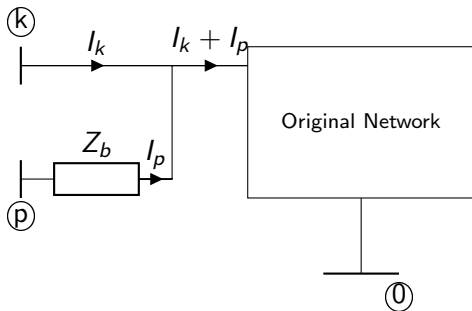 k
I_k
I_k + I_p
Original Network
Z_b
I_p
p
0